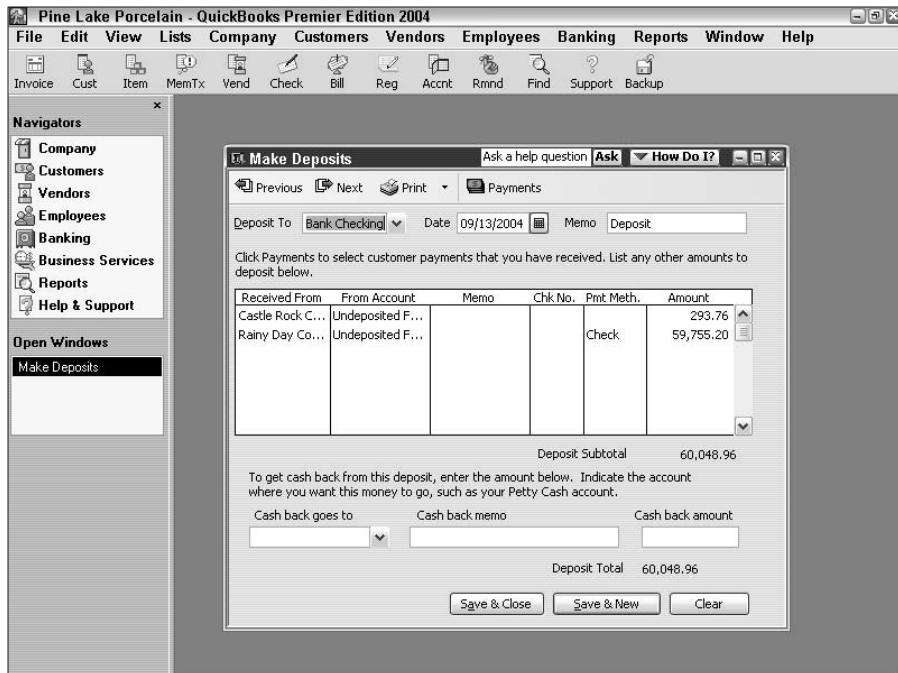 Pine Lake Porcelain - QuickBooks Premier Edition 2004
File Edit View Lists Company Customers Vendors Employees Banking Reports Window Help
Invoice Cust Item MemTx Vend Check Bill Reg Accnt Rmnd Find Support Backup
Navigators
Company
Customers
Vendors
Employees
Banking
Business Services
Reports
Help & Support
Open Windows
Make Deposits
Make Deposits Ask a help question Ask How Do I?
Previous Next Print Payments
Deposit To Bank Checking Date 09/13/2004 Memo Deposit
Click Payments to select customer payments that you have received. List any other amounts to
deposit below.
Received From From Account Memo Chk No. Pmt Meth. Amount
Castle Rock C... Undeposited F... 293.76
Rainy Day Co... Undeposited F... Check 59,755.20
Deposit Subtotal 60,048.96
To get cash back from this deposit, enter the amount below. Indicate the account
where you want this money to go, such as your Petty Cash account.
Cash back goes to Cash back memo Cash back amount
Deposit Total 60,048.96
Save & Close Save & New Clear